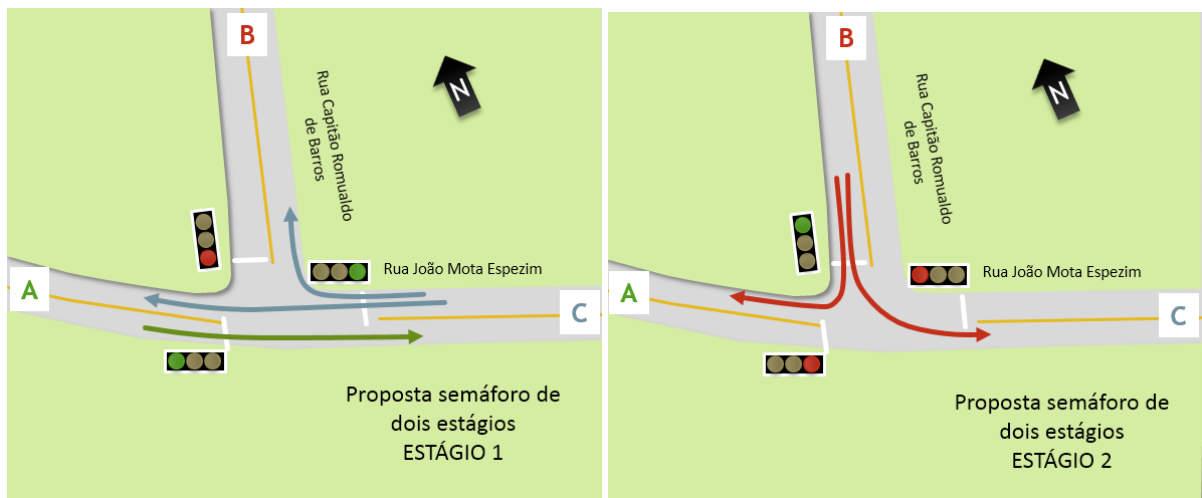 B
N
Rua Capitão Romualdo
de Barros
Rua João Mota Espezim
A
C
Proposta semáforo de
dois estágios
ESTÁGIO 1
B
N
Rua Capitão Romualdo
de Barros
Rua João Mota Espezim
A
C
Proposta semáforo de
dois estágios
ESTÁGIO 2